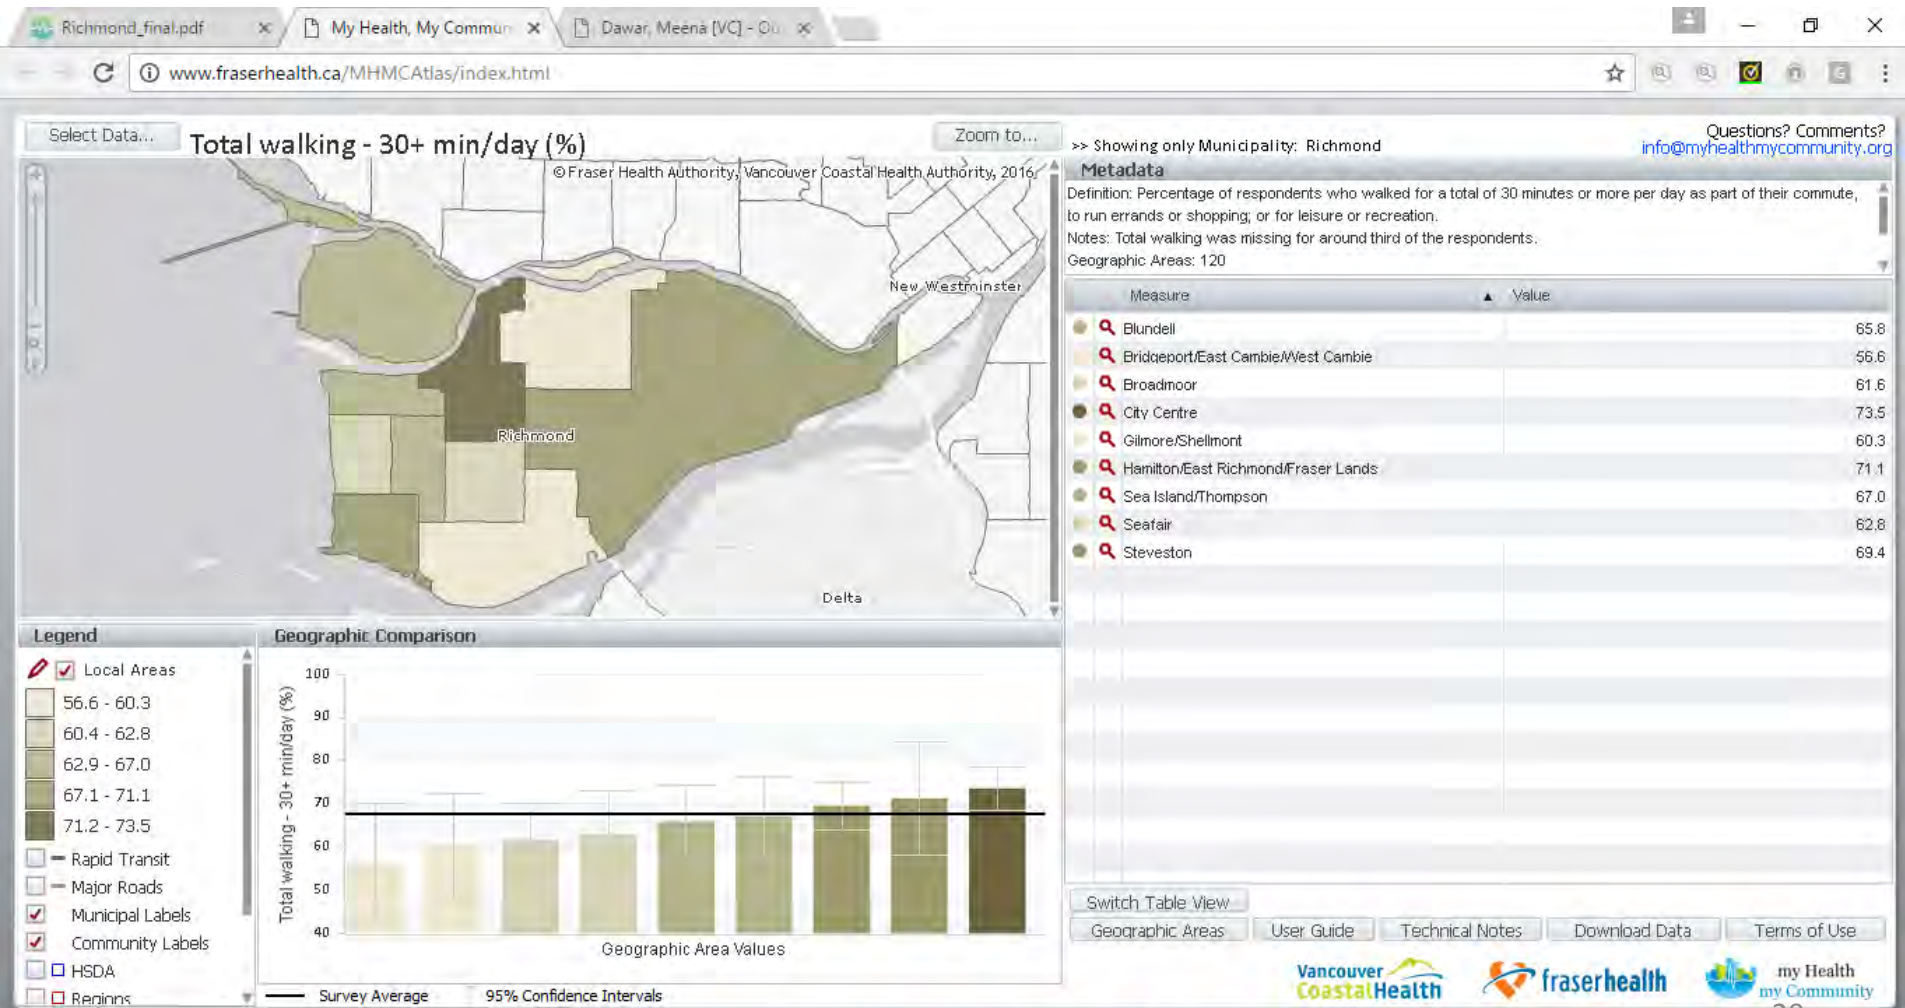 Richmond_final.pdf
My Health, My Commun
Dawar, Meena [VC] - Ou
www.fraserhealth.ca/MHMCAtlas/index.html
Select Data...
Total walking - 30+ min/day (%)
Zoom to...
>> Showing only Municipality: Richmond
Questions? Comments?
info@myhealthmycommunity.org
© Fraser Health Authority, Vancouver Coastal Health Authority, 2016
New Westminster
Richmond
Delta
Metadata
Definition: Percentage of respondents who walked for a total of 30 minutes or more per day as part of their commute,
to run errands or shopping; or for leisure or recreation.
Notes: Total walking was missing for around third of the respondents.
Geographic Areas: 120
Measure ▲ Value
Blundell 65.8
Bridgeport/East Cambie/West Cambie 56.6
Broadmoor 61.6
City Centre 73.5
Gilmore/Shellmont 60.3
Hamilton/East Richmond/Fraser Lands 71.1
Sea Island/Thompson 67.0
Seafair 62.8
Steveston 69.4
Legend
Local Areas
56.6 - 60.3
60.4 - 62.8
62.9 - 67.0
67.1 - 71.1
71.2 - 73.5
Rapid Transit
Major Roads
Municipal Labels
Community Labels
HSDA
Regions
Geographic Comparison
Total walking - 30+ min/day (%)
100
90
80
70
60
50
40
Geographic Area Values
Survey Average
95% Confidence Intervals
Switch Table View
Geographic Areas
User Guide
Technical Notes
Download Data
Terms of Use
Vancouver
CoastalHealth
fraserhealth
my Health
my Community